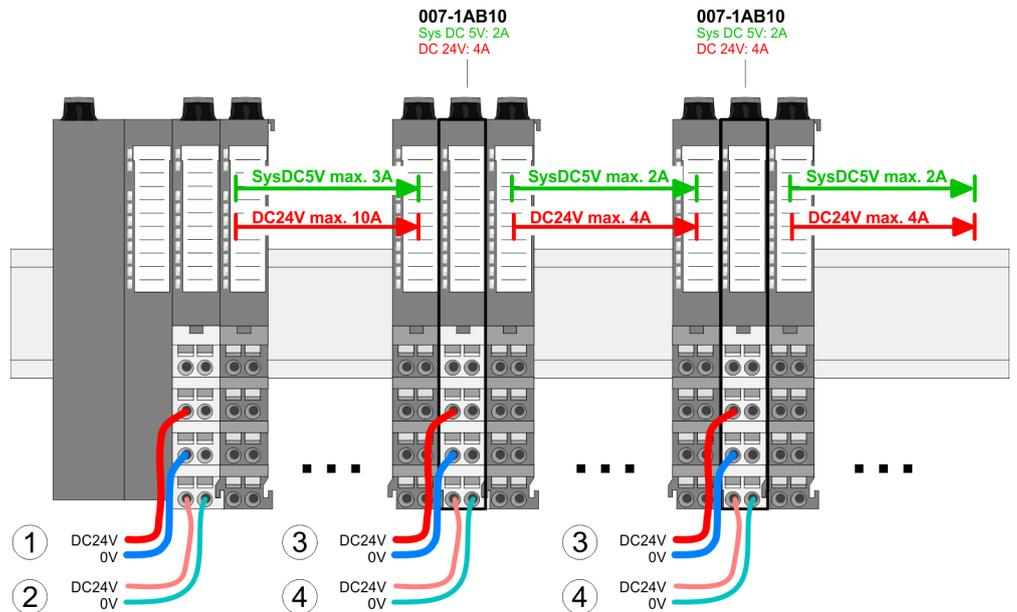 007-1AB10
Sys DC 5V: 2A
DC 24V: 4A
007-1AB10
Sys DC 5V: 2A
DC 24V: 4A
SysDC5V max. 3A
SysDC5V max. 2A
SysDC5V max. 2A
DC24V max. 10A
DC24V max. 4A
DC24V max. 4A
1
DC24V
0V
3
DC24V
0V
3
DC24V
0V
2
DC24V
0V
4
DC24V
0V
4
DC24V
0V